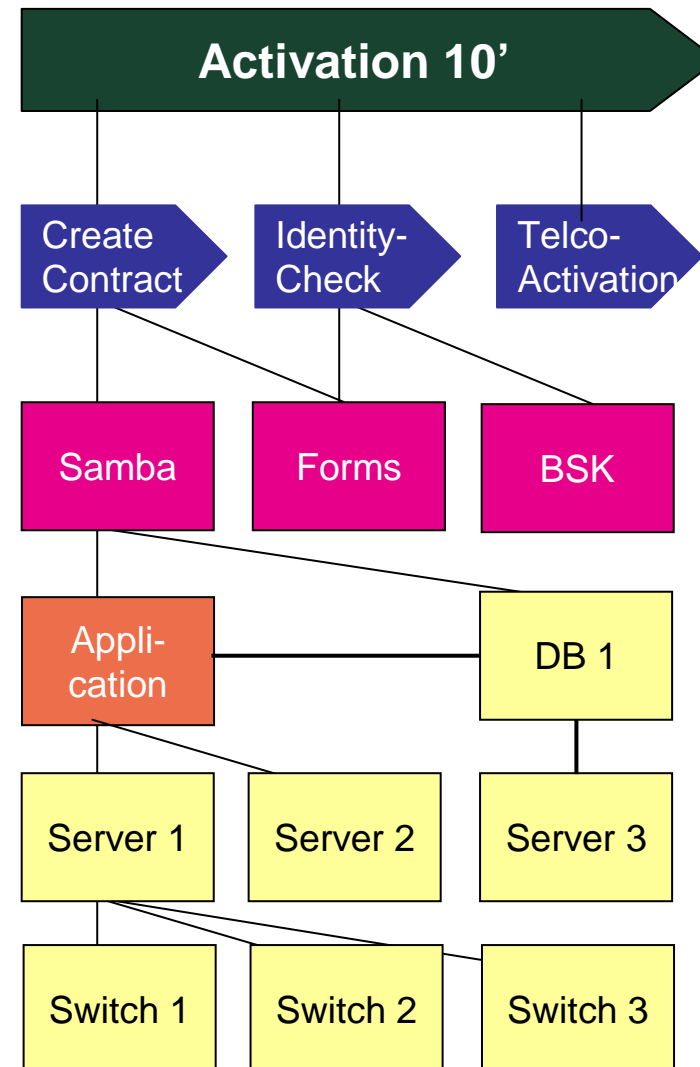 Activation 10’
Create
Contract
Identity-
Check
Telco-
Activation
Samba
Forms
BSK
Appli-
cation
DB 1
Server 1
Server 2
Server 3
Switch 1
Switch 2
Switch 3